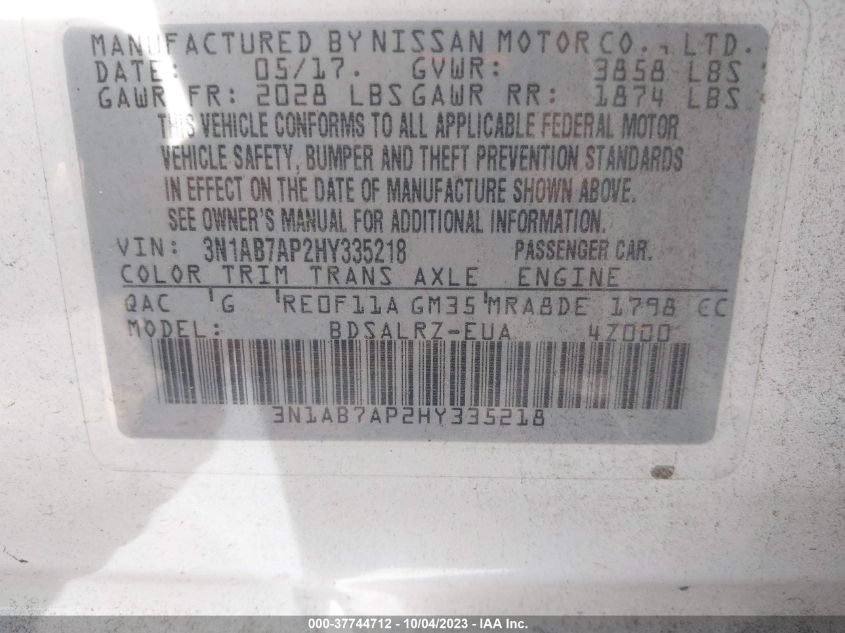 MANUFACTURED BY NISSAN MOTOR CO., LTD.
DATE: 05/17. GVWR: 3858 LBS
GAWR FR: 2028 LBS GAWR RR: 1874 LBS
THIS VEHICLE CONFORMS TO ALL APPLICABLE FEDERAL MOTOR
VEHICLE SAFETY, BUMPER AND THEFT PREVENTION STANDARDS
IN EFFECT ON THE DATE OF MANUFACTURE SHOWN ABOVE.
SEE OWNER'S MANUAL FOR ADDITIONAL INFORMATION.
VIN: 3N1AB7AP2HY335218 PASSENGER CAR.
COLOR TRIM TRANS AXLE ENGINE
QAC 'G 'RE0F11A GM35'MRA8DE 1798 CC
MODEL: BDSALRZ-EUA 4Z000
3N1AB7AP2HY335218
000-37744712 - 10/04/2023 - IAA Inc.